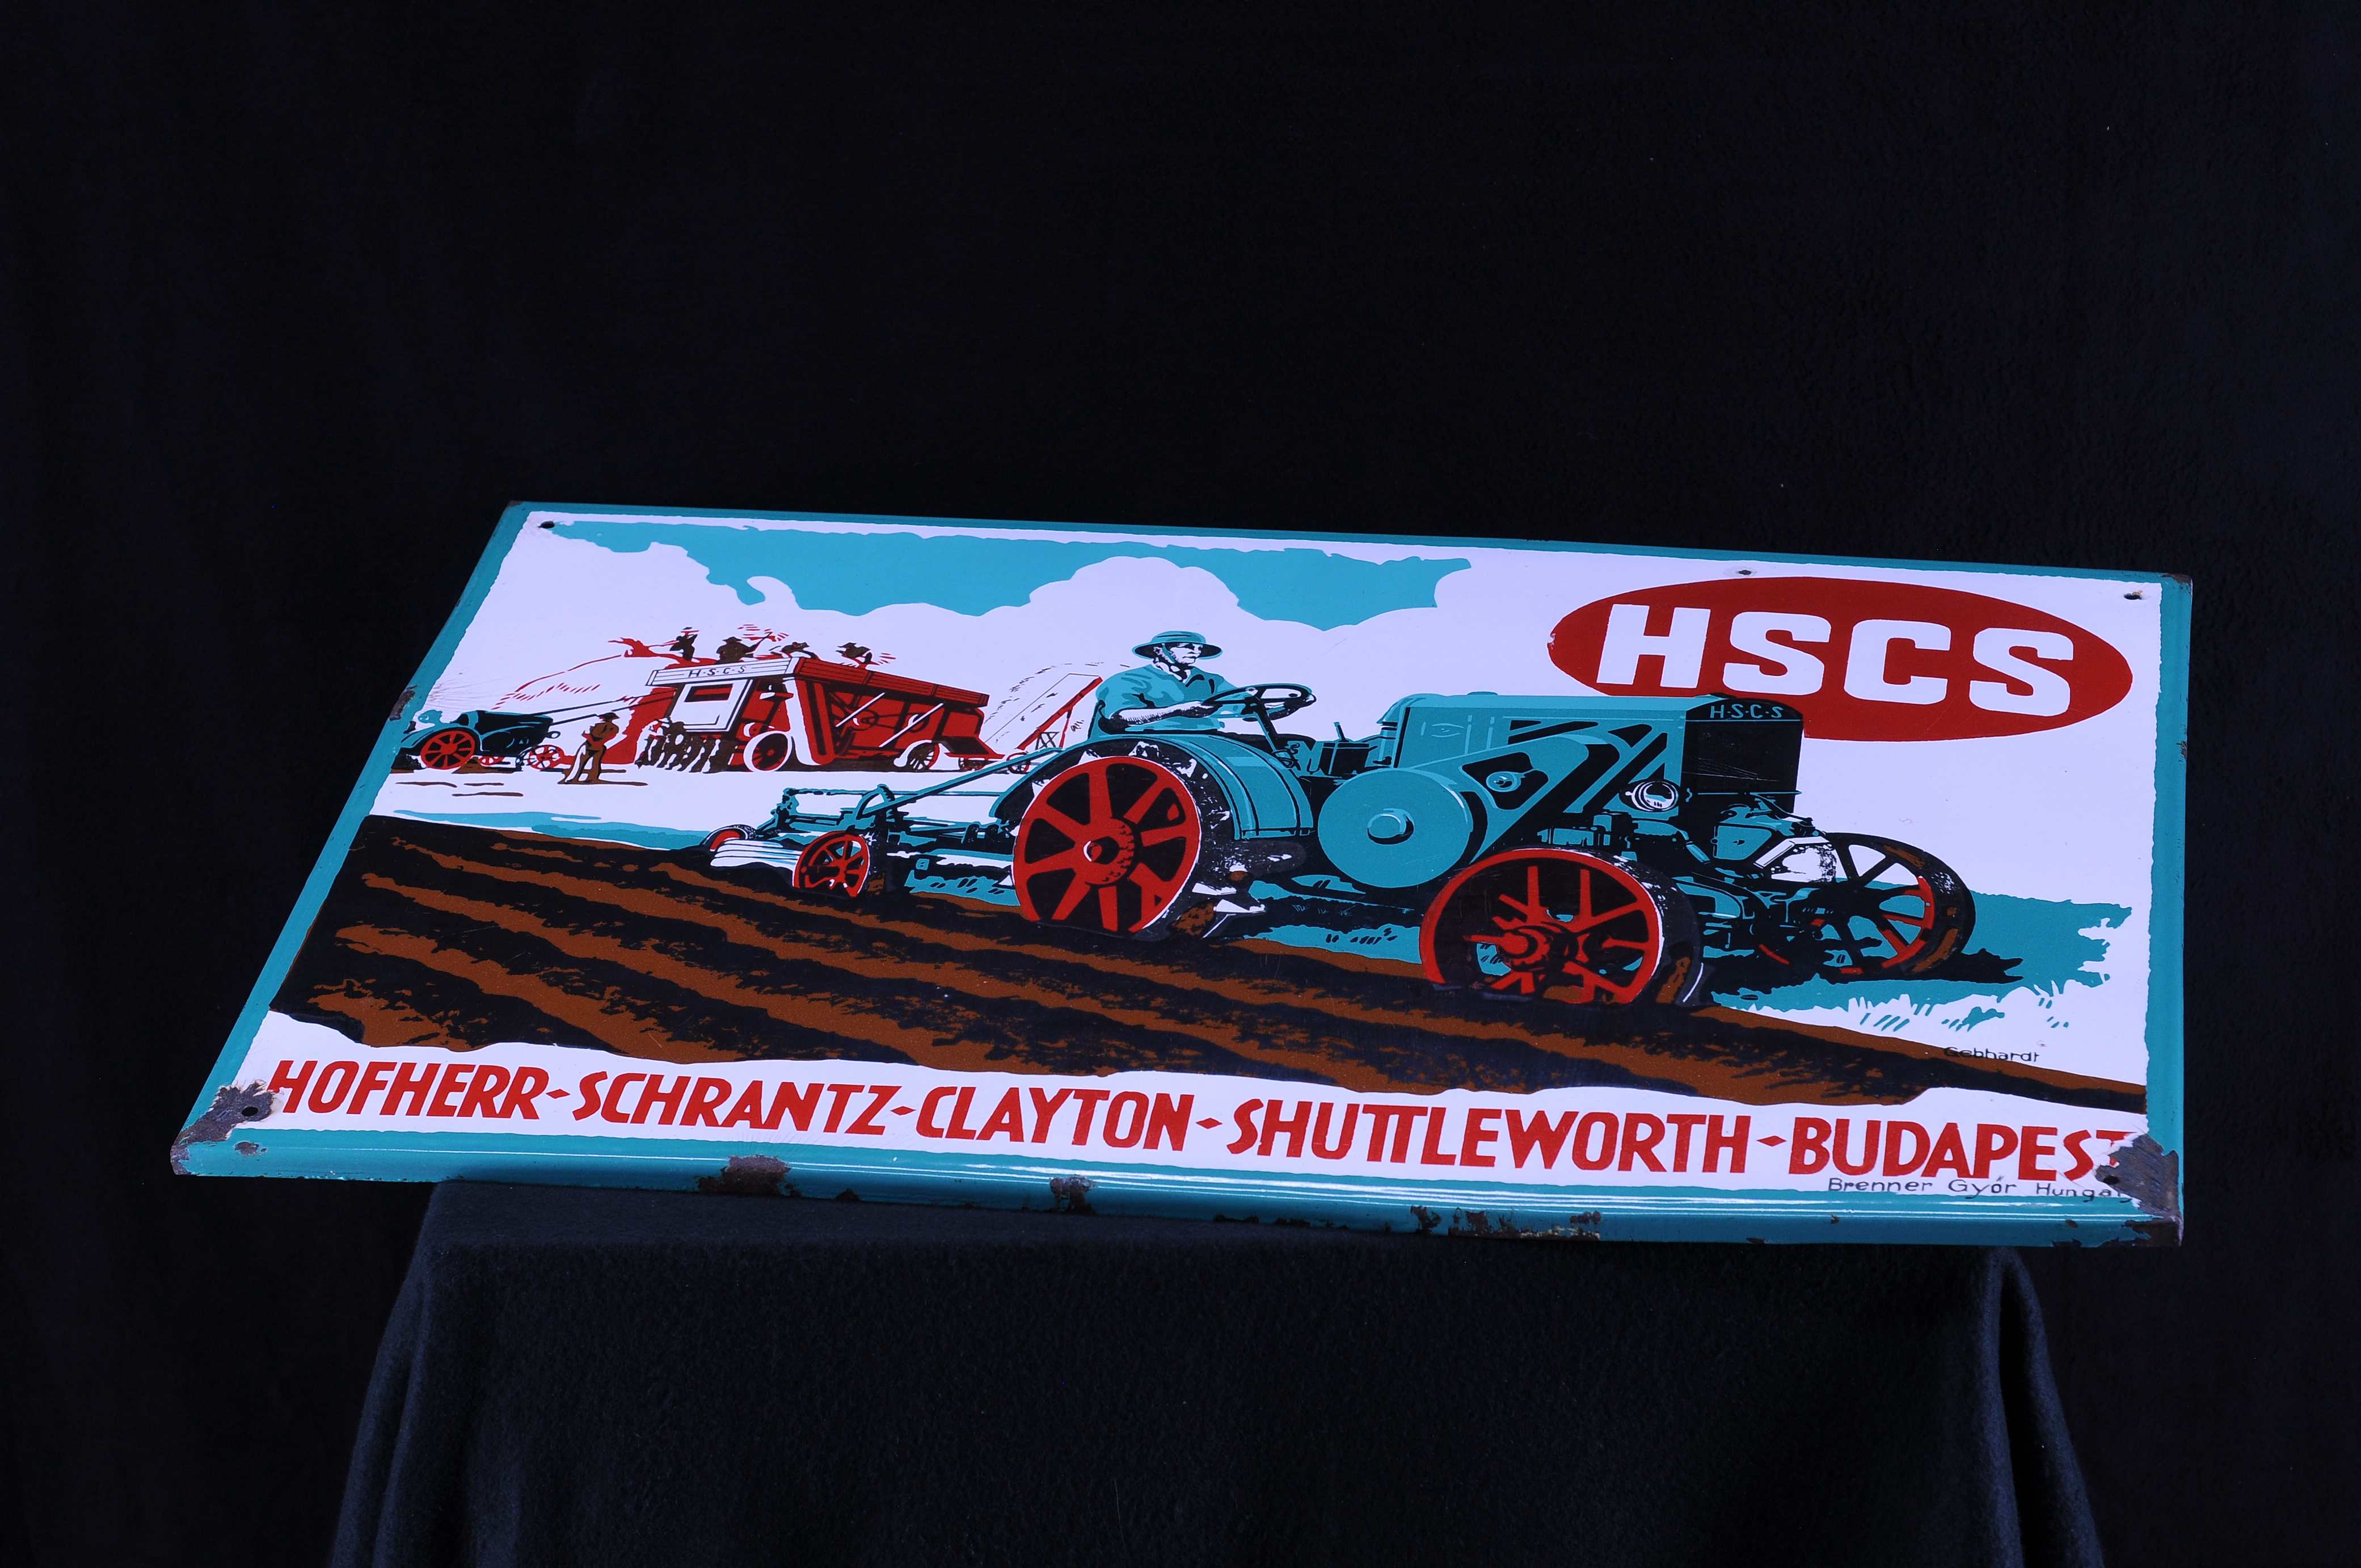 HSCS
H·S·C·S
H·S·C·S
Gebhardt
HOFHERR-SCHRANTZ-CLAYTON-SHUTTLEWORTH-BUDAPEST
Brenner Győr Hungary